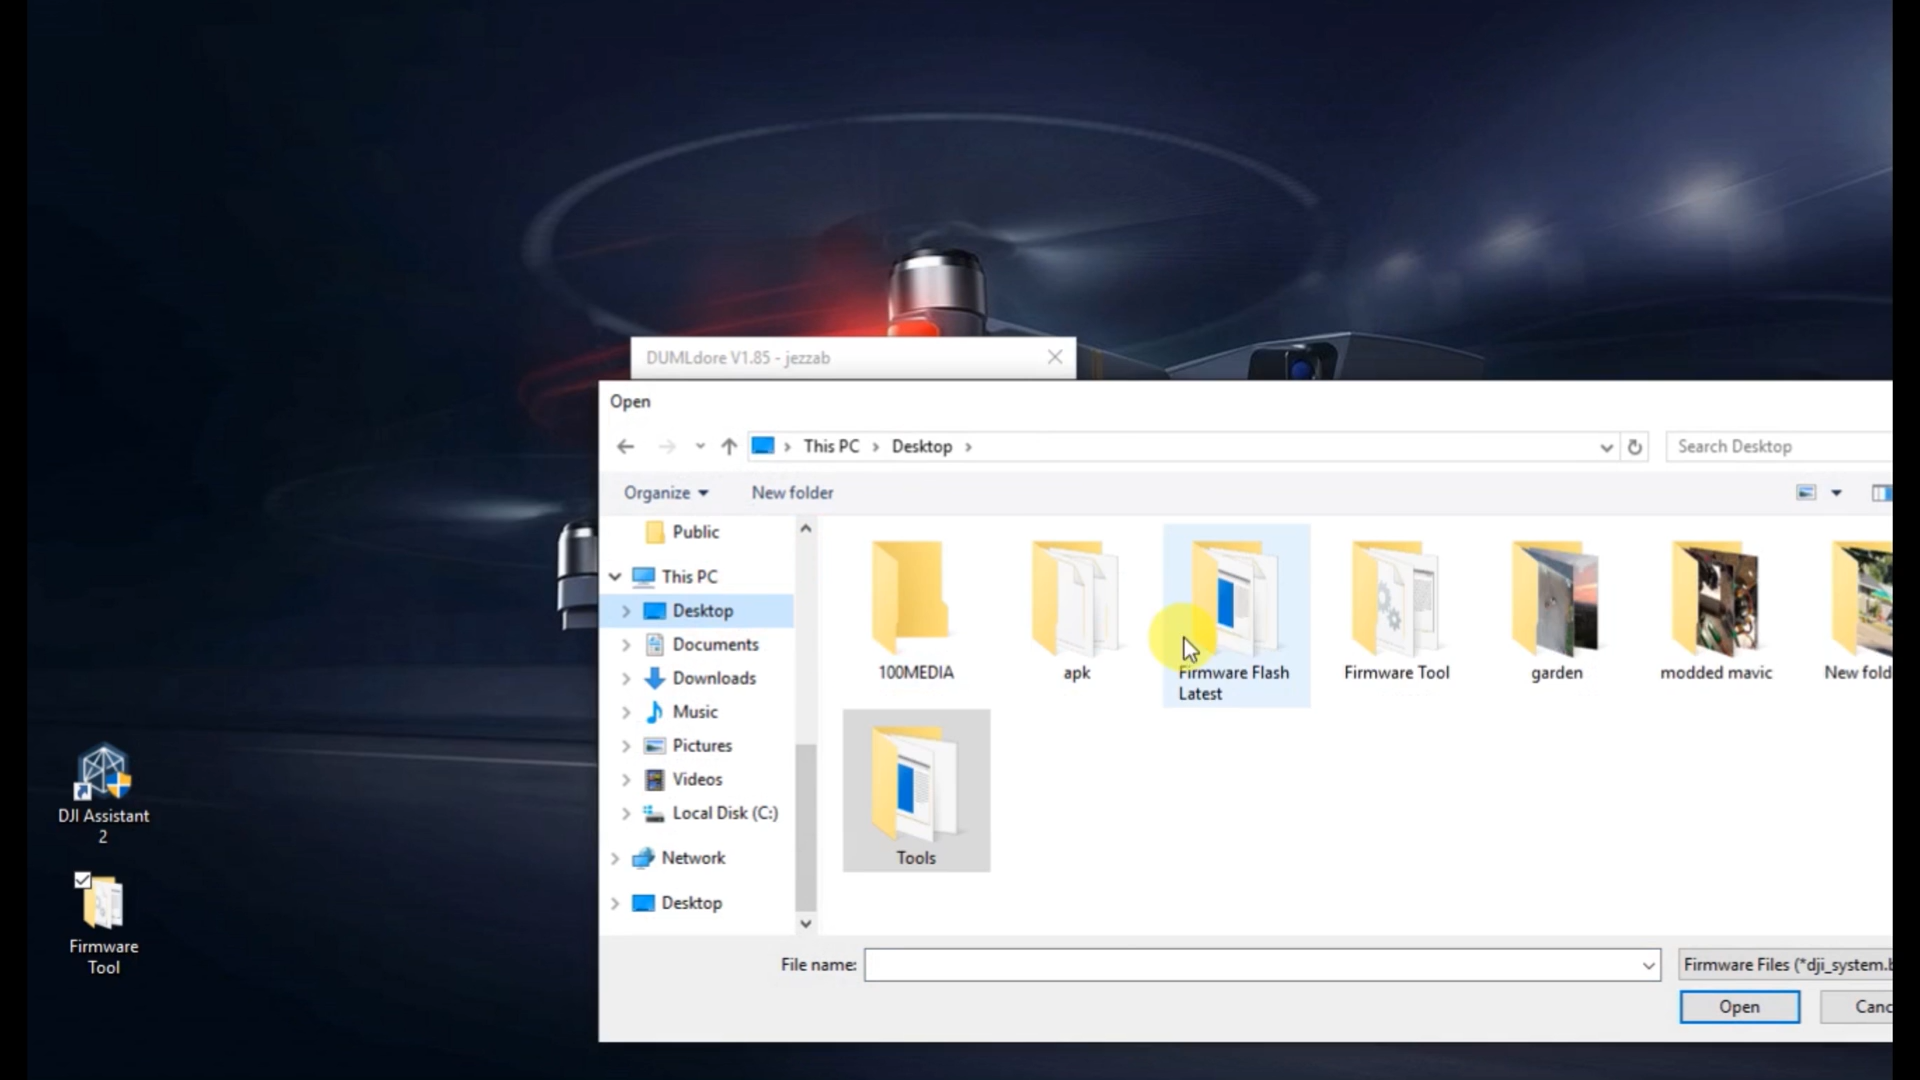 DUMLdore V1.85 - jezzab
Open
This PC
Desktop
Search Desktop
Organize
New folder
Public
This PC
Desktop
Documents
Downloads
Music
Pictures
Videos
Local Disk (C:)
Network
Desktop
100MEDIA
apk
Firmware Flash
Latest
Firmware Tool
garden
modded mavic
New fold
Tools
File name:
Firmware Files (*dji_system.b
Open
Canc
DJI Assistant
2
Firmware
Tool